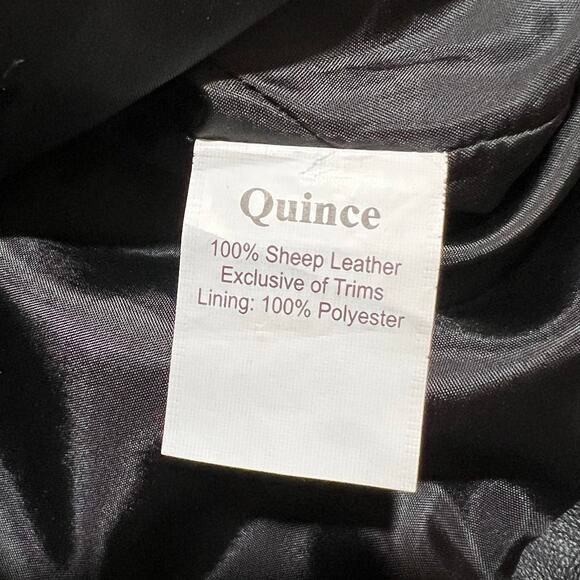 Quince
100% Sheep Leather
Exclusive of Trims
Lining: 100% Polyester